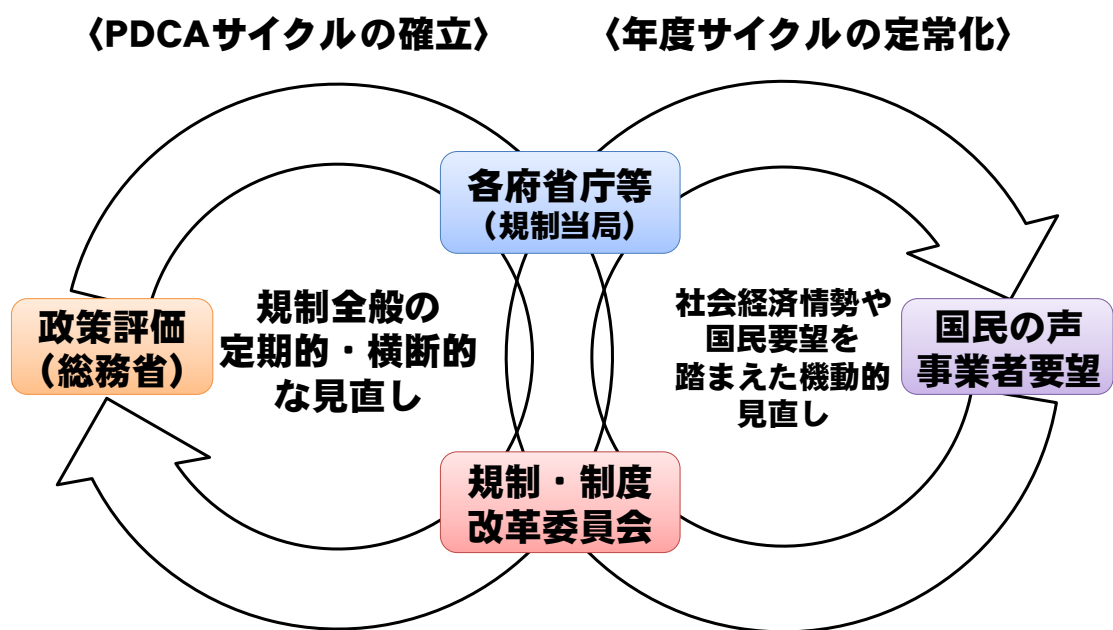 〈PDCAサイクルの確立〉
〈年度サイクルの定常化〉
各府省庁等
(規制当局)
政策評価
(総務省)
規制全般の
定期的・横断的
な見直し
社会経済情勢や
国民要望を
踏まえた機動的
見直し
国民の声
事業者要望
規制・制度
改革委員会